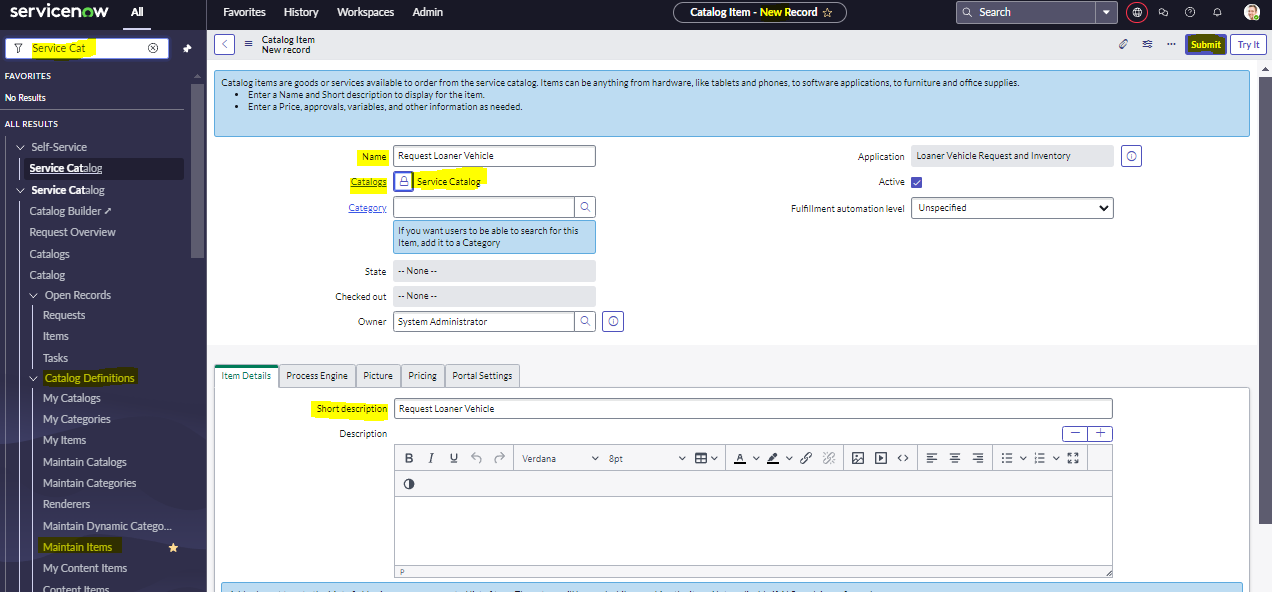 servicenow
All
Favorites
History
Workspaces
Admin
Catalog Item - New Record
Search
Service Cat
Catalog Item
New record
Submit
Try It
FAVORITES
No Results
ALL RESULTS
Self-Service
Service Catalog
Service Catalog
Catalog Builder
Request Overview
Catalogs
Catalog
Open Records
Requests
Items
Tasks
Catalog Definitions
My Catalogs
My Categories
My Items
Maintain Catalogs
Maintain Categories
Renderers
Maintain Dynamic Catego...
Maintain Items
My Content Items
Content Items
Catalog items are goods or services available to order from the service catalog. Items can be anything from hardware, like tablets and phones, to software applications, to furniture and office supplies.
• Enter a Name and Short description to display for the item.
• Enter a Price, approvals, variables, and other information as needed.
Name Request Loaner Vehicle
Catalogs Service Catalog
Category
If you want users to be able to search for this
Item, add it to a Category
State -- None --
Checked out -- None --
Owner System Administrator
Application Loaner Vehicle Request and Inventory
Active
Fulfillment automation level Unspecified
Item Details
Process Engine
Picture
Pricing
Portal Settings
Short description Request Loaner Vehicle
Description
B I U Verdana 8pt A
P